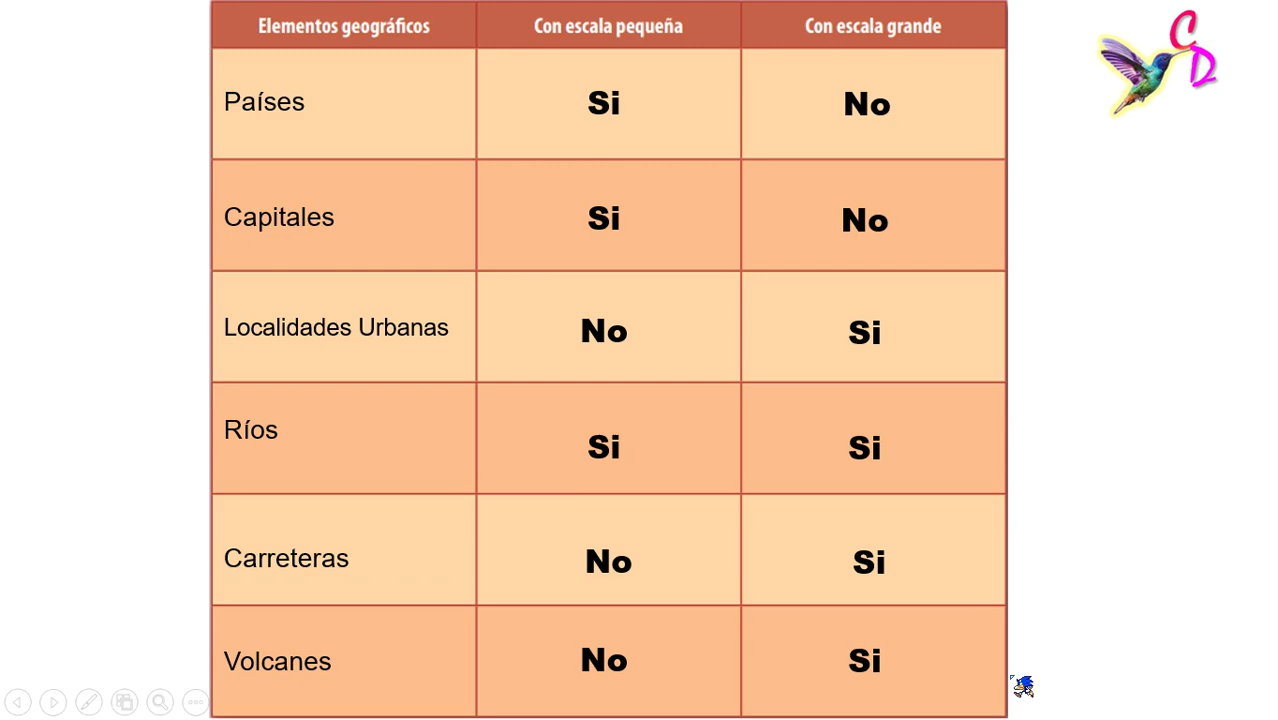 Elementos geográficos Con escala pequeña Con escala grande
Países Si No
Capitales Si No
Localidades Urbanas No Si
Ríos Si Si
Carreteras No Si
Volcanes No Si
C
D